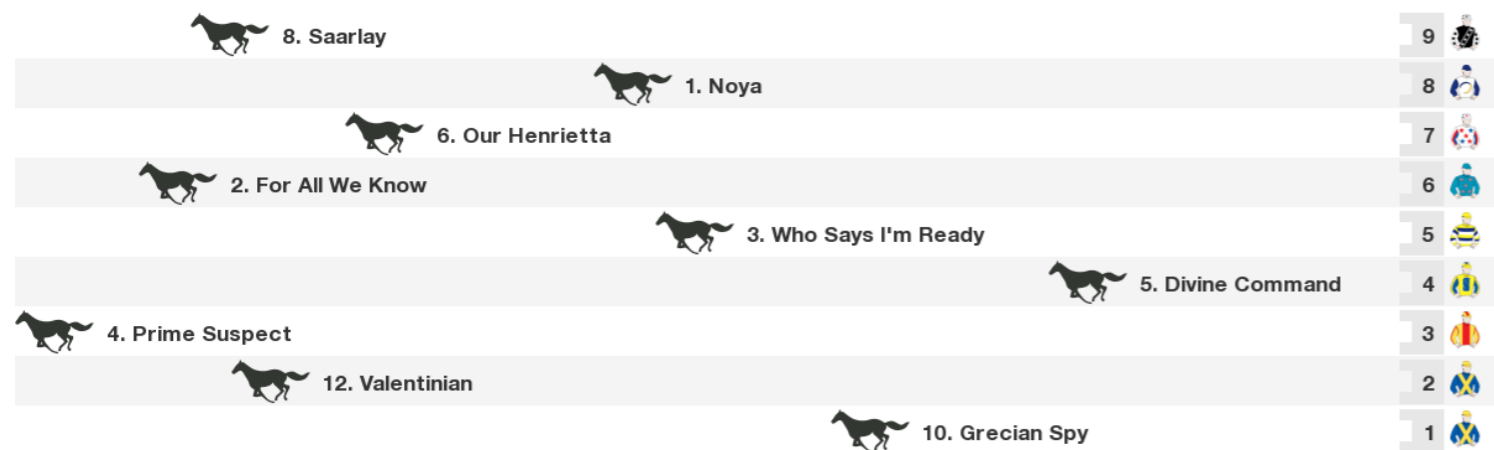 8. Saarlay 9
1. Noya 8
6. Our Henrietta 7
2. For All We Know 6
3. Who Says I'm Ready 5
5. Divine Command 4
4. Prime Suspect 3
12. Valentinian 2
10. Grecian Spy 1